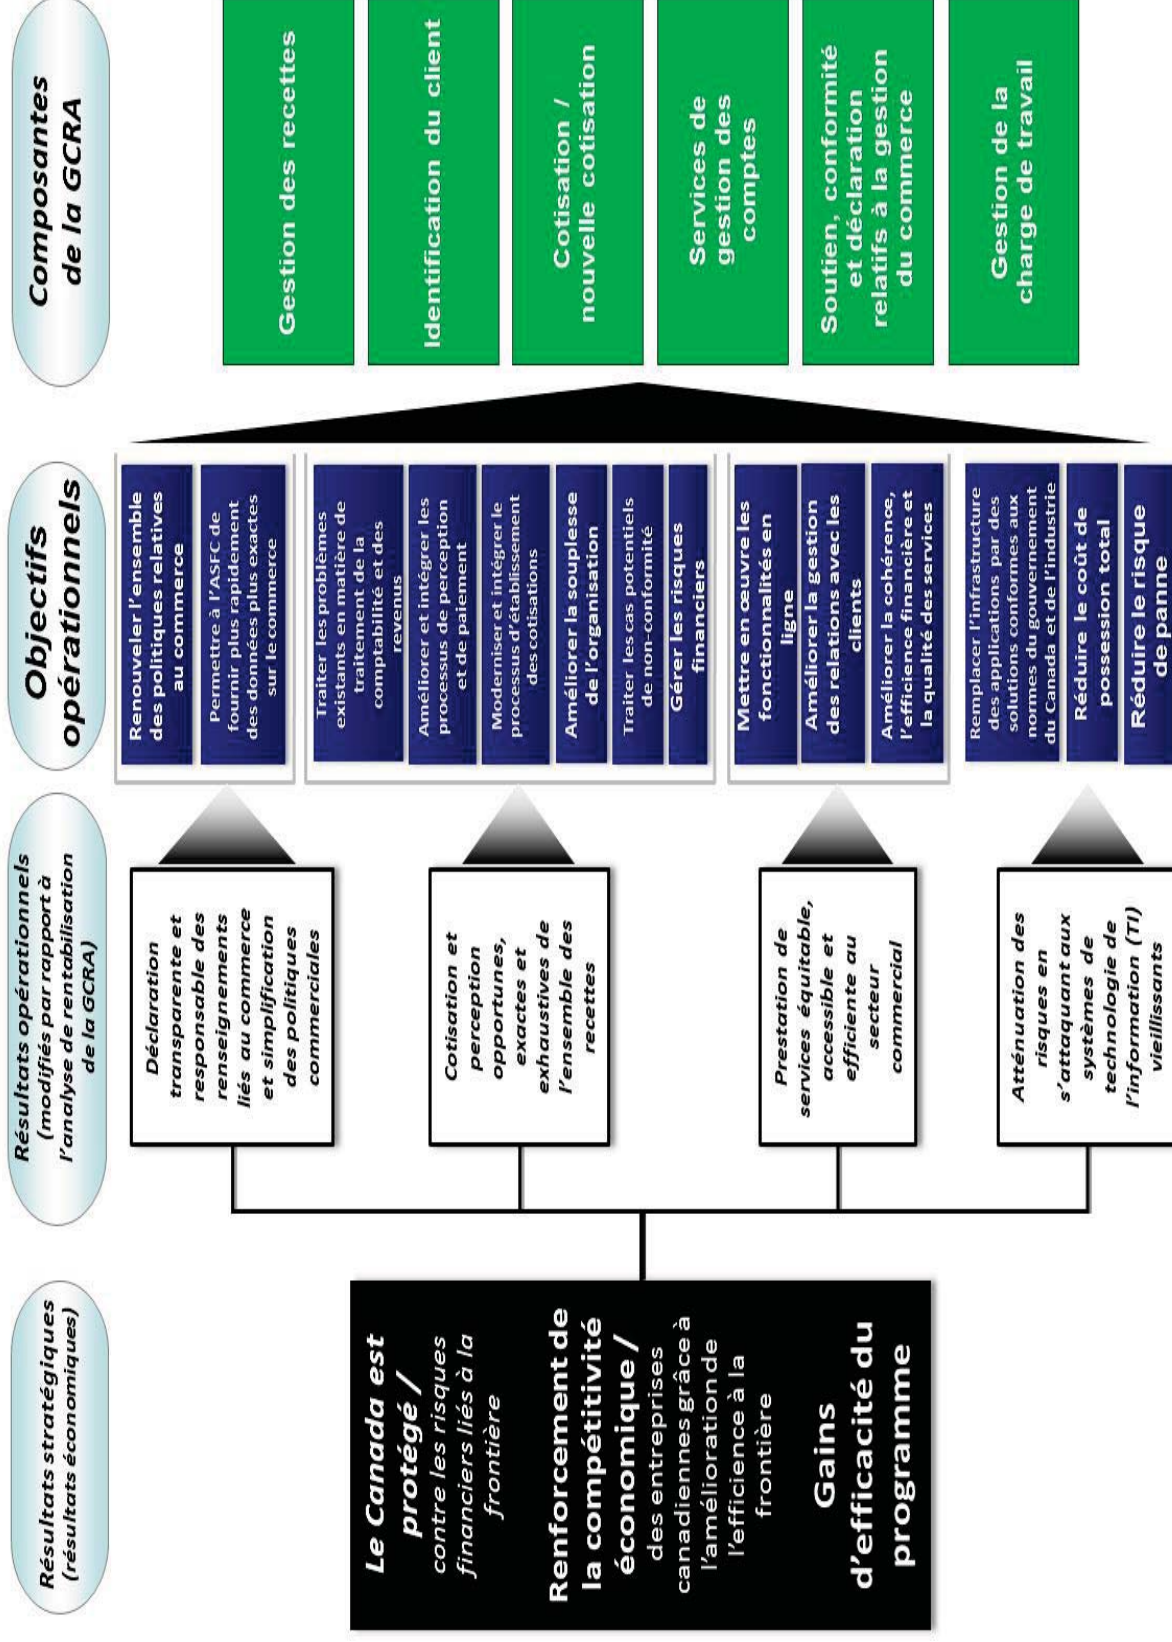 Résultats stratégiques
(résultats économiques)
Le Canada est
protégé /
contre les risques
financiers liés à la
frontière
Renforcement de
la compétitivité
économique /
des entreprises
canadiennes grâce à
l'amélioration de
l'efficience à la
frontière
Gains
d'efficacité du
programme
Résultats opérationnels
(modifiés par rapport à
l'analyse de rentabilisation
de la GCRA)
Déclaration
transparente et
responsable des
renseignements
liés au commerce
et simplification
des politiques
commerciales
Cotisation et
perception
opportunes,
exactes et
exhaustives de
l'ensemble des
recettes
Prestation de
services équitable,
accessible et
efficiente au
secteur
commercial
Atténuation des
risques en
s'attaquant aux
systèmes de
technologie de
l'information (TI)
vieillissants
Objectifs
opérationnels
Renouveler l'ensemble
des politiques relatives
au commerce
Permettre à l'ASFC de
fournir plus rapidement
des données plus exactes
sur le commerce
Traiter les problèmes
existants en matière de
traitement de la
comptabilité et des
revenus
Améliorer et intégrer les
processus de perception
et de paiement
Moderniser et intégrer le
processus d'établissement
des cotisations
Améliorer la souplesse
de l'organisation
Traiter les cas potentiels
de non-conformité
Gérer les risques
financiers
Mettre en œuvre les
fonctionnalités en
ligne
Améliorer la gestion
des relations avec les
clients
Améliorer la cohérence,
l'efficience financière et
la qualité des services
Remplacer l'infrastructure
des applications par des
solutions conformes aux
normes du gouvernement
du Canada et de l'industrie
Réduire le coût de
possession total
Réduire le risque
de panne
Composantes
de la GCRA
Gestion des recettes
Identification du client
Cotisation /
nouvelle cotisation
Services de
gestion des
comptes
Soutien, conformité
et déclaration
relatifs à la gestion
du commerce
Gestion de la
charge de travail